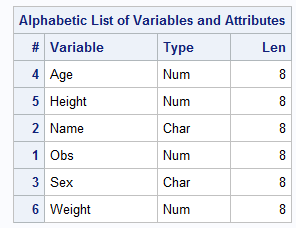 Alphabetic List of Variables and Attributes
# Variable Type Len
4 Age Num 8
5 Height Num 8
2 Name Char 8
1 Obs Num 8
3 Sex Char 8
6 Weight Num 8